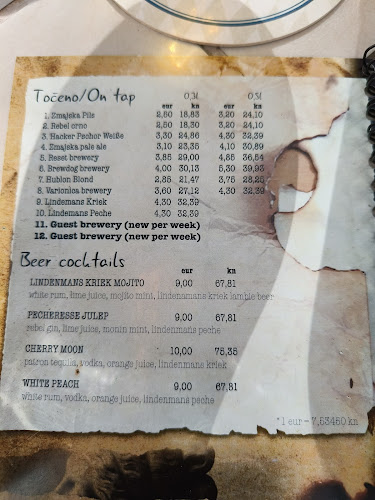 Točeno/On tap 0,3l 0,5l
eur kn eur kn
1. Zmajska Pils 2,50 18,83 3,20 24,10
2. Rebel crno 2,50 18,30 3,20 24,10
3. Hacker Pschor Weiße 3,30 24,86 4,30 32,39
4. Zmajska pale ale 3,10 23,35 4,10 30,89
5. Reset brewery 3,85 29,00 4,85 36,54
6. Brewdog brewery 4,00 30,13 5,30 39,93
7. Hublon Blond 2,85 21,47 3,75 28,25
8. Varionica brewery 3,60 27,12 4,30 32,39
9. Lindemans Kriek 4,30 32,39
10. Lindemans Peche 4,30 32,39
11. Guest brewery (new per week)
12. Guest brewery (new per week)
Beer cocktails
eur kn
LINDENMANS KRIEK MOJITO 9,00 67,81
white rum, lime juice, mojito mint, lindenamans kriek lambic beer
PECHERESSE JULEP 9,00 67,81
rebel gin, lime juice, monin mint, lindenmans peche
CHERRY MOON 10,00 75,35
patron tequila, vodka, orange juice, lindenmans kriek
WHITE PEACH 9,00 67,81
white rum, vodka, orange juice, lindenmans peche
*1 eur = 7,53450 kn